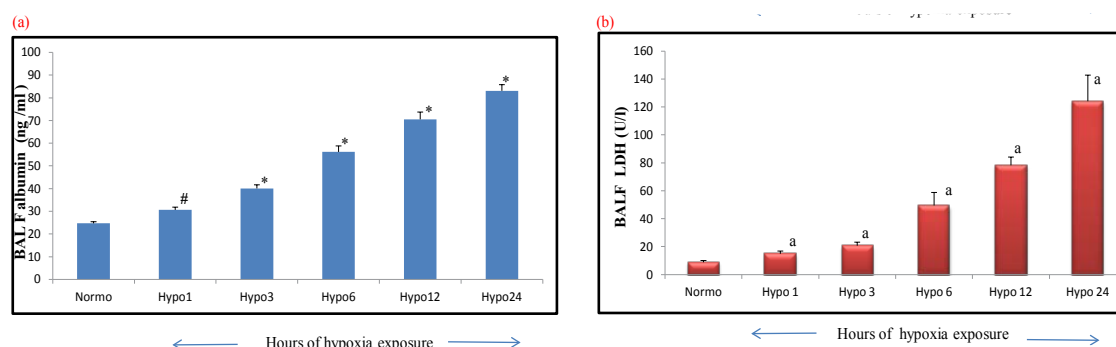 (a)
BAL F albumin (ng /ml)
100
90
80
70
60
50
40
30
20
10
0
#
*
*
*
*
Normo Hypo1 Hypo3 Hypo6 Hypo12 Hypo24
Hours of hypoxia exposure
(b)
BALF LDH (U/l)
160
140
120
100
80
60
40
20
0
a
a
a
a
a
Normo Hypo 1 Hypo 3 Hypo 6 Hypo 12 Hypo 24
Hours of hypoxia exposure